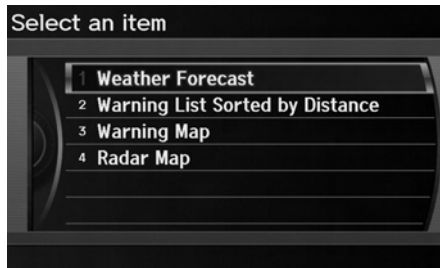 Select an item
1 Weather Forecast
2 Warning List Sorted by Distance
3 Warning Map
4 Radar Map